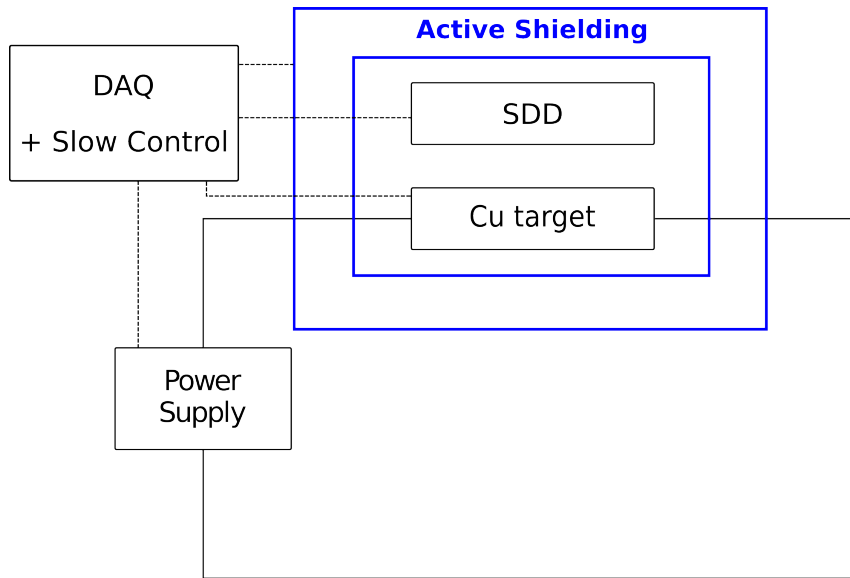 Active Shielding
DAQ
+ Slow Control
SDD
Cu target
Power
Supply